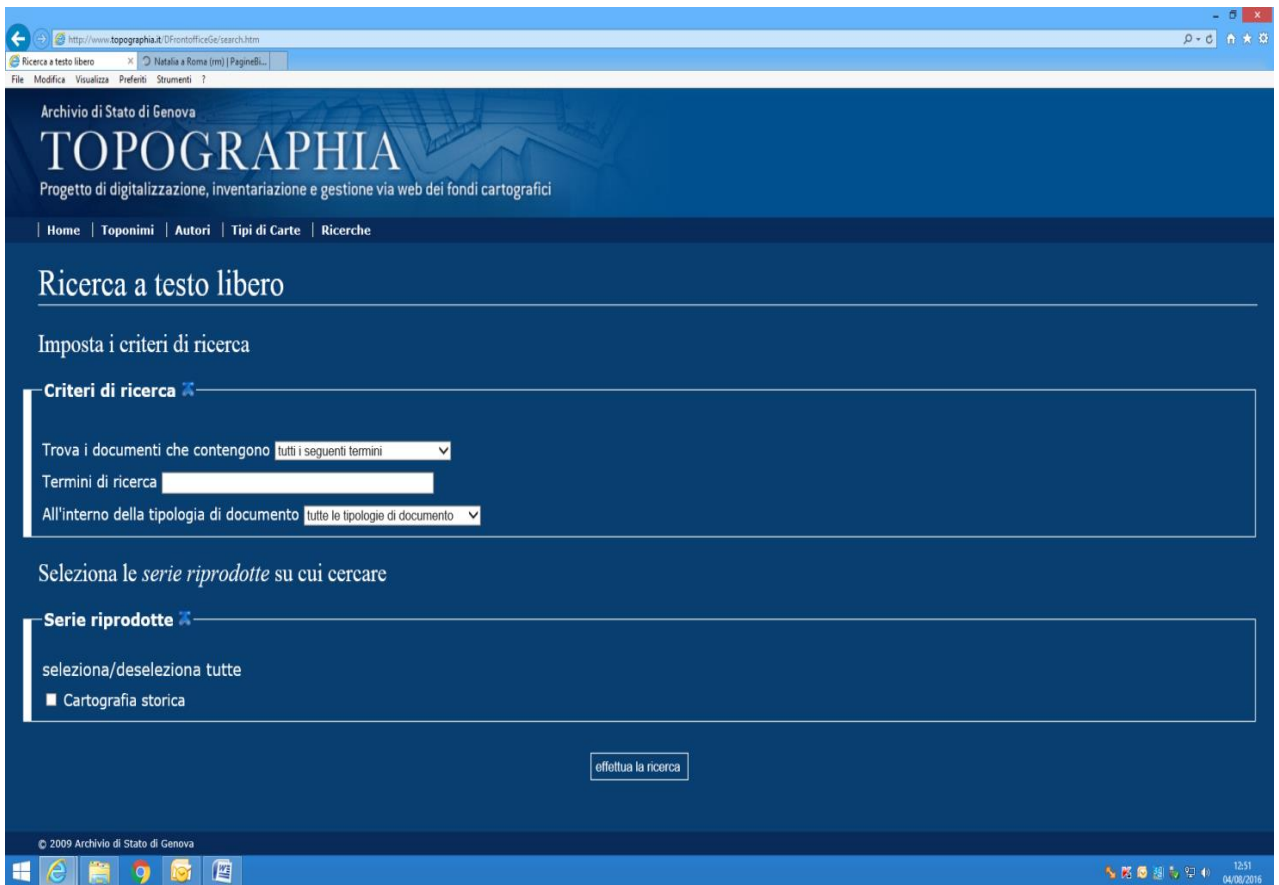 http://www.topographia.it/DFrontofficeGe/search.htm
Ricerca a testo libero
Natalia a Roma (rm) | PagineBi...
File Modifica Visualizza Preferiti Strumenti ?
Archivio di Stato di Genova
TOPOGRAPHIA
Progetto di digitalizzazione, inventariazione e gestione via web dei fondi cartografici
| Home | Toponimi | Autori | Tipi di Carte | Ricerche
Ricerca a testo libero
Imposta i criteri di ricerca
Criteri di ricerca
Trova i documenti che contengono tutti i seguenti termini
Termini di ricerca
All'interno della tipologia di documento tutte le tipologie di documento
Seleziona le serie riprodotte su cui cercare
Serie riprodotte
seleziona/deseleziona tutte
Cartografia storica
effettua la ricerca
© 2009 Archivio di Stato di Genova
12:51
04/08/2016